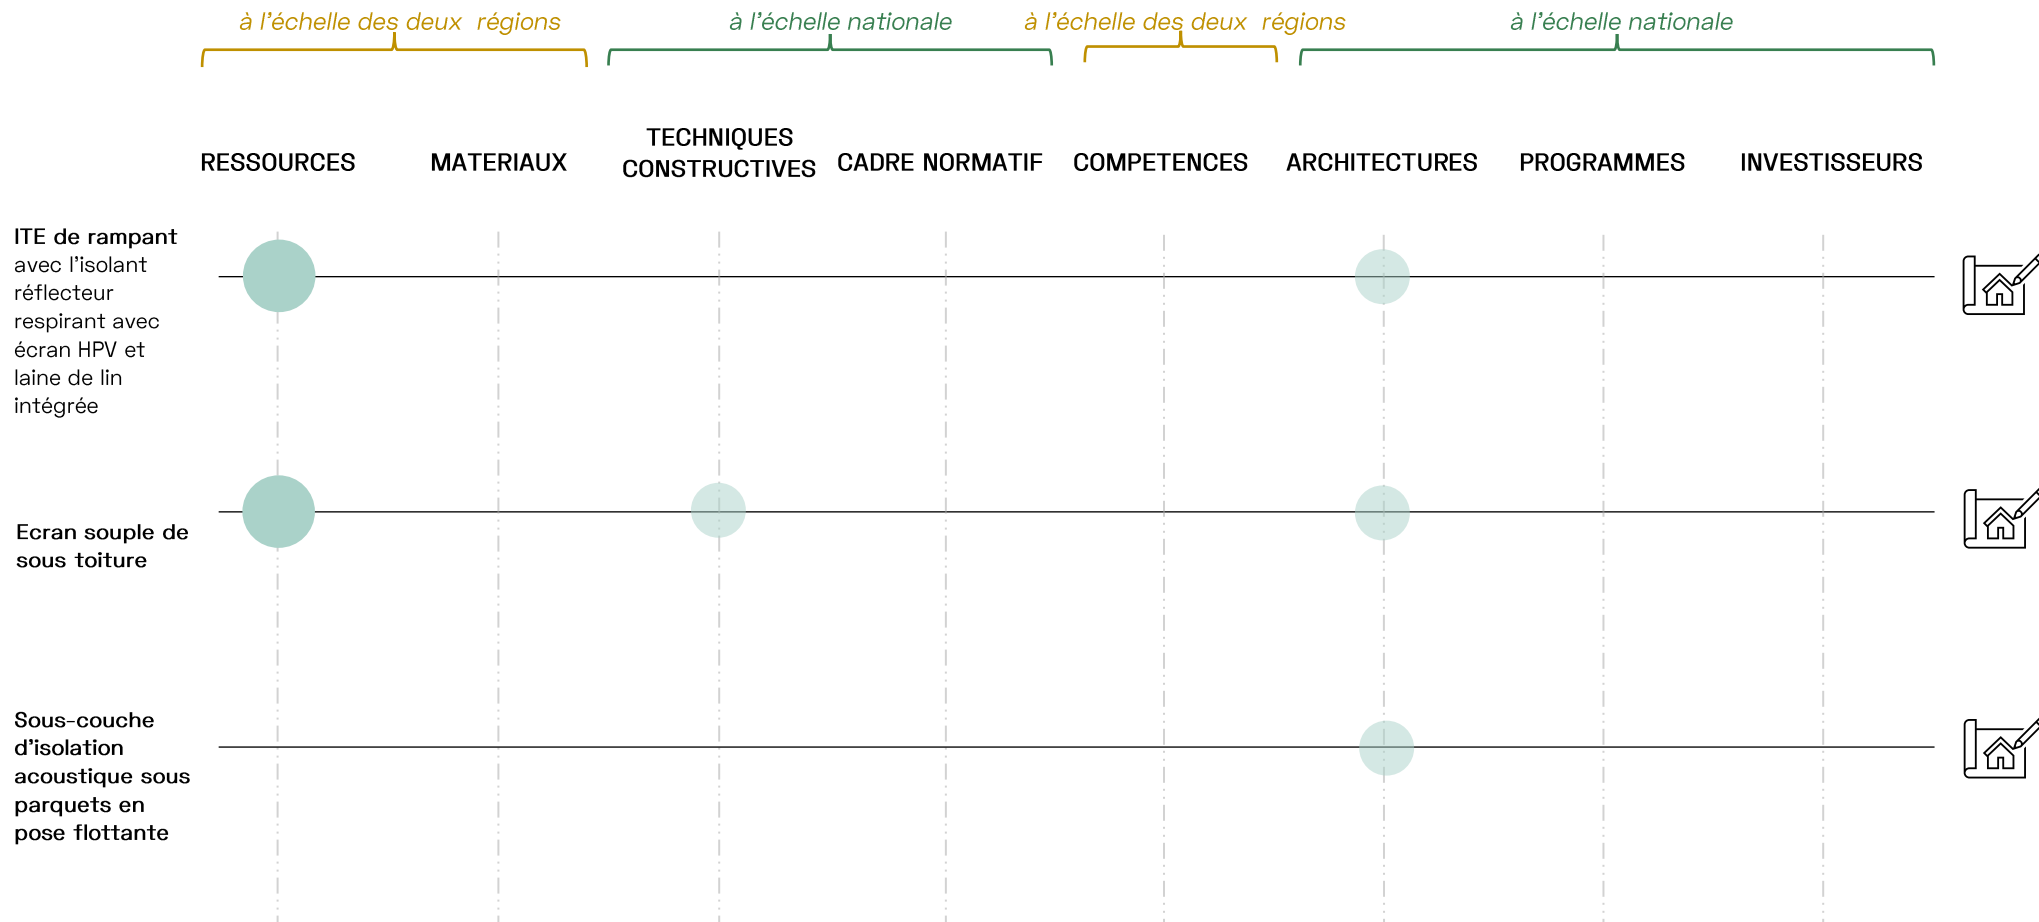 à l'échelle des deux  régions
à l'échelle nationale
à l'échelle des deux  régions
à l'échelle nationale
RESSOURCES
MATERIAUX
TECHNIQUES
CONSTRUCTIVES
CADRE NORMATIF
COMPETENCES
ARCHITECTURES
PROGRAMMES
INVESTISSEURS
ITE de rampant
avec l'isolant
réflecteur
respirant avec
écran HPV et
laine de lin
intégrée
Ecran souple de
sous toiture
Sous-couche
d'isolation
acoustique sous
parquets en
pose flottante